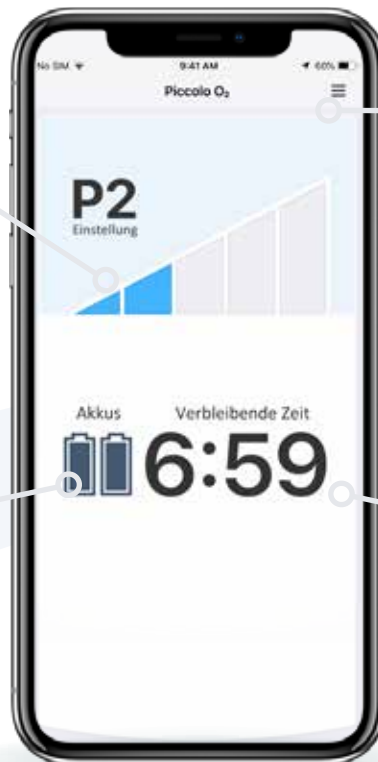 No SIM 9:41 AM 60%
Piccolo O₂
P2
Einstellung
Akkus Verbleibende Zeit
6:59